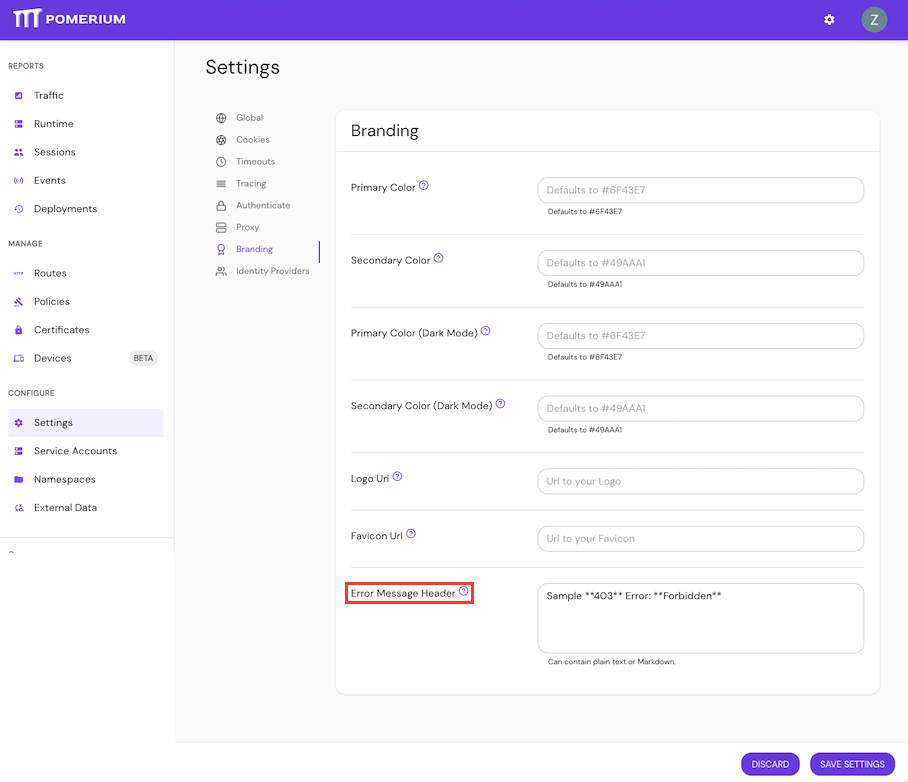 POMERIUM
Z
REPORTS
Traffic
Runtime
Sessions
Events
Deployments
MANAGE
HTTP Routes
Policies
Certificates
Devices BETA
CONFIGURE
Settings
Service Accounts
Namespaces
External Data
Settings
Global
Cookies
Timeouts
Tracing
Authenticate
Proxy
Branding
Identity Providers
Branding
Primary Color ? Defaults to #6F43E7
Defaults to #6F43E7
Secondary Color ? Defaults to #49AAA1
Defaults to #49AAA1
Primary Color (Dark Mode) ? Defaults to #6F43E7
Defaults to #6F43E7
Secondary Color (Dark Mode) ? Defaults to #49AAA1
Defaults to #49AAA1
Logo Url ? Url to your Logo
Favicon Url ? Url to your Favicon
Error Message Header ? Sample **403** Error: **Forbidden**
Can contain plain text or Markdown.
DISCARD SAVE SETTINGS